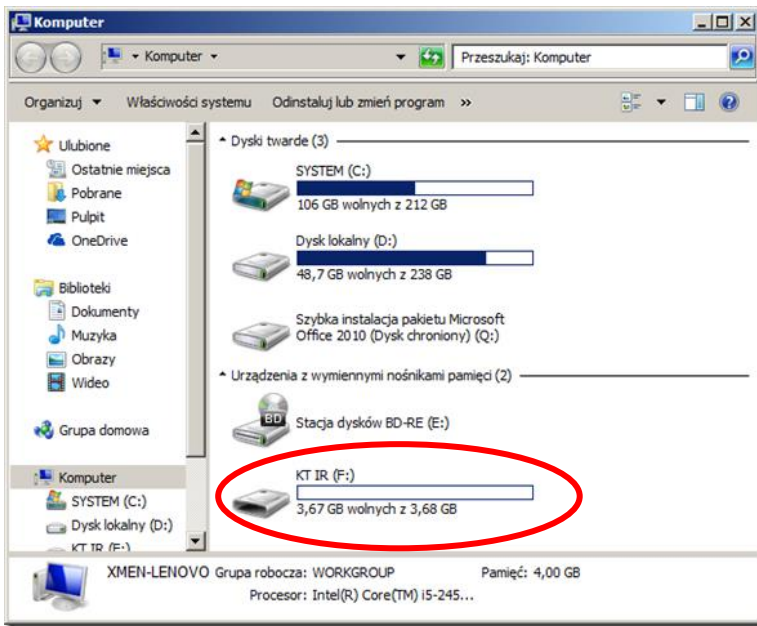 Komputer
Komputer
Przeszukaj: Komputer
Organizuj
Właściwości systemu
Odinstaluj lub zmień program
»
Ulubione
Ostatnie miejsca
Pobrane
Pulpit
OneDrive
Biblioteki
Dokumenty
Muzyka
Obrazy
Wideo
Grupa domowa
Komputer
SYSTEM (C:)
Dysk lokalny (D:)
KT IR (F:)
Dyski twarde (3)
SYSTEM (C:)
106 GB wolnych z 212 GB
Dysk lokalny (D:)
48,7 GB wolnych z 238 GB
Szybka instalacja pakietu Microsoft
Office 2010 (Dysk chroniony) (Q:)
Urządzenia z wymiennymi nośnikami pamięci (2)
BD
Stacja dysków BD-RE (E:)
KT IR (F:)
3,67 GB wolnych z 3,68 GB
XMEN-LENOVO Grupa robocza: WORKGROUP Pamięć: 4,00 GB
Procesor: Intel(R) Core(TM) i5-245...